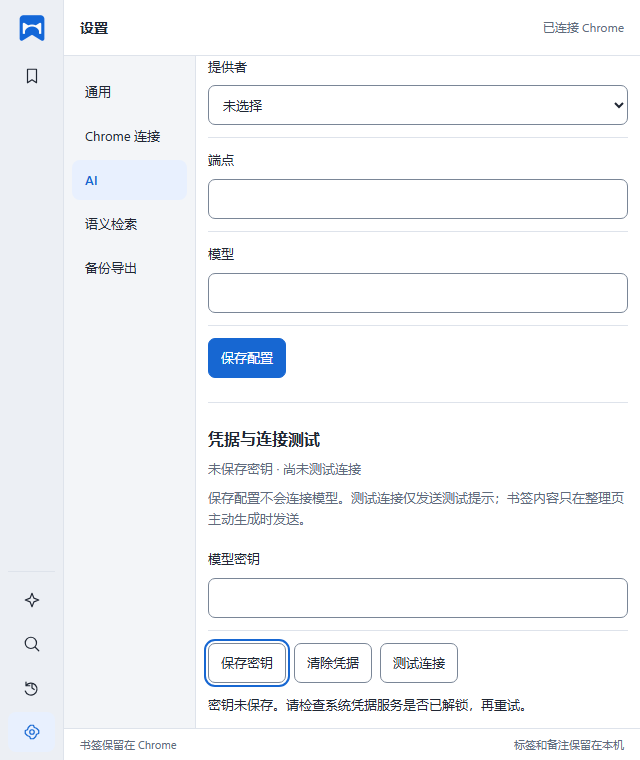 设置
已连接 Chrome
通用
Chrome 连接
AI
语义检索
备份导出
提供者
未选择
端点
模型
保存配置
凭据与连接测试
未保存密钥 · 尚未测试连接
保存配置不会连接模型。测试连接仅发送测试提示；书签内容只在整理页
主动生成时发送。
模型密钥
保存密钥
清除凭据
测试连接
密钥未保存。请检查系统凭据服务是否已解锁，再重试。
书签保留在 Chrome
标签和备注保留在本机